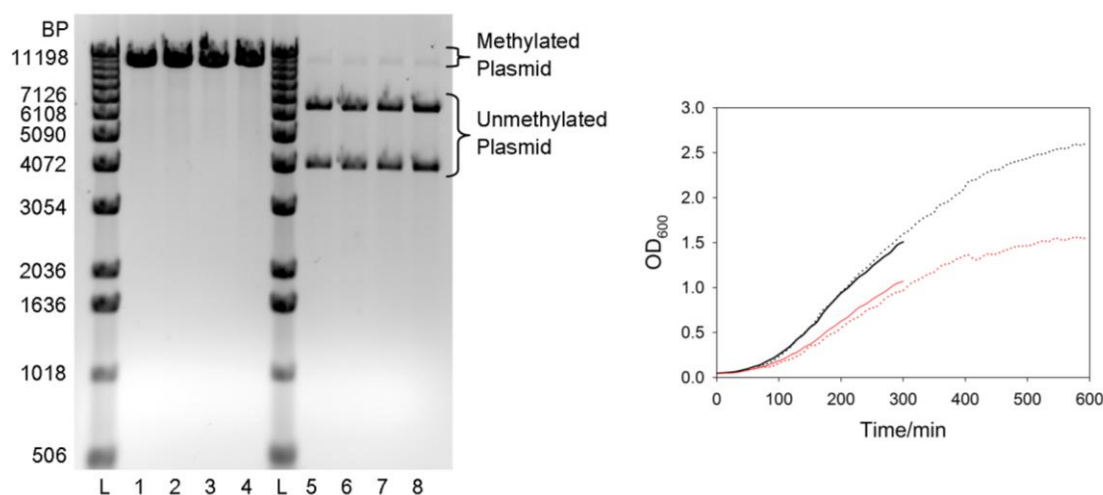 BP
11198
7126
6108
5090
4072
3054
2036
1636
1018
506
L 1 2 3 4 L 5 6 7 8
Methylated
Plasmid
Unmethylated
Plasmid
3.0
2.5
2.0
1.5
1.0
0.5
0.0
OD600
0 100 200 300 400 500 600
Time/min